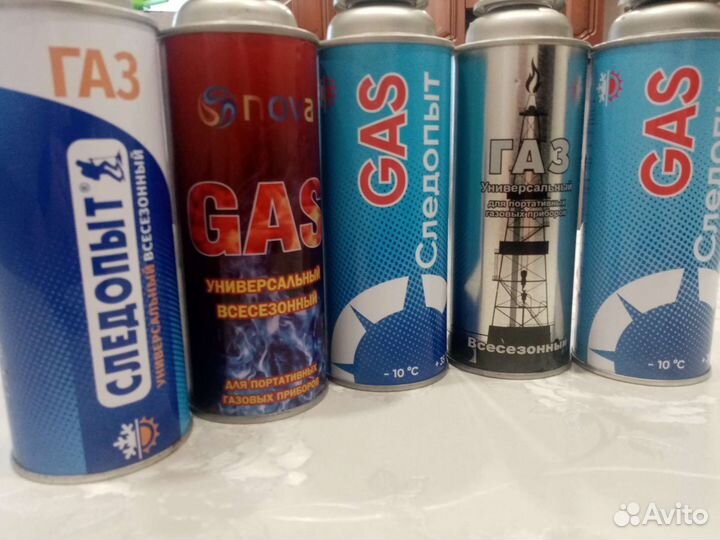 ГАЗ
СЛЕДОПЫТ®
УНИВЕРСАЛЬНЫЙ ВСЕСЕЗОННЫЙ
nova
GAS
УНИВЕРСАЛЬНЫЙ
ВСЕСЕЗОННЫЙ
ДЛЯ ПОРТАТИВНЫХ
ГАЗОВЫХ ПРИБОРОВ
GAS
Следопыт
- 10 °C
ГАЗ
Универсальный
для портативных
газовых приборов
Всесезонный
GAS
- 10 °C
Avito